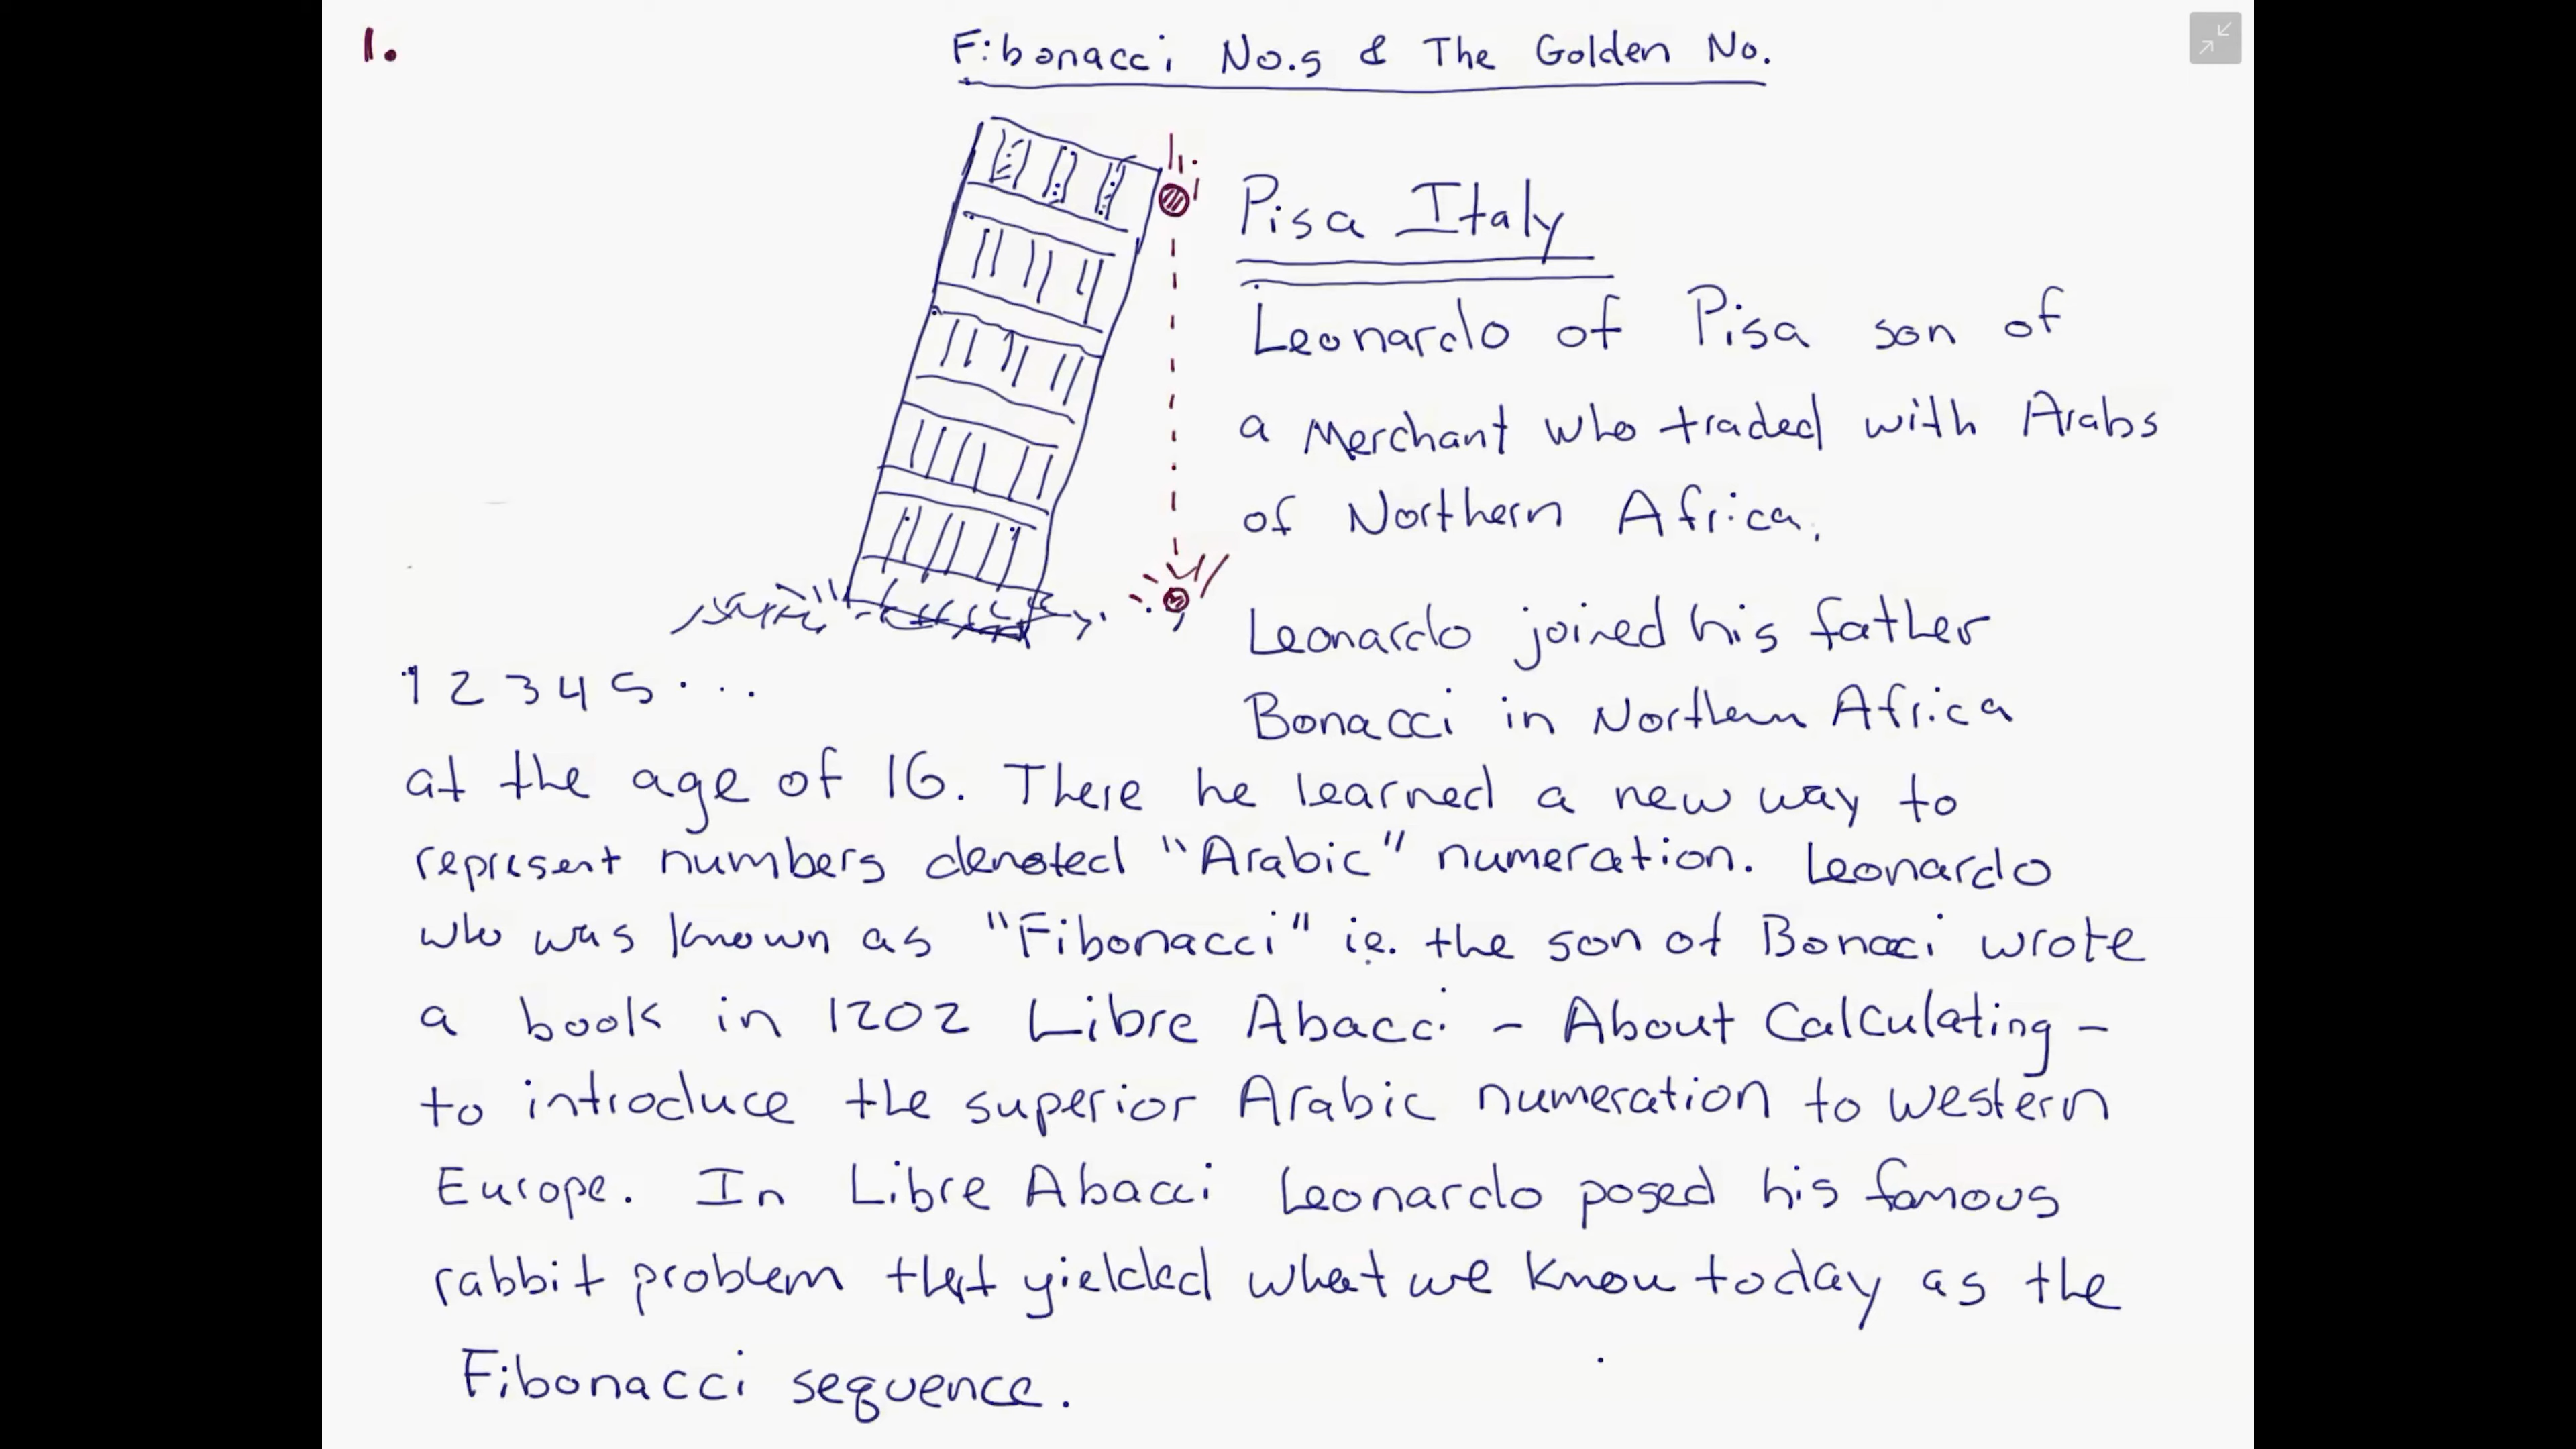 1.
Fibonacci No.s & The Golden No.
Pisa Italy
Leonardo of Pisa son of
a Merchant who traded with Arabs
of Northern Africa.
Leonardo joined his father
1 2 3 4 5 . . .
Bonacci in Northern Africa
at the age of 16. There he learned a new way to
represent numbers denoted "Arabic" numeration. Leonardo
who was known as "Fibonacci" ie. the son of Bonacci wrote
a book in 1202 Libre Abacci - About Calculating -
to introduce the superior Arabic numeration to western
Europe. In Libre Abacci Leonardo posed his famous
rabbit problem that yielded what we know today as the
Fibonacci sequence.